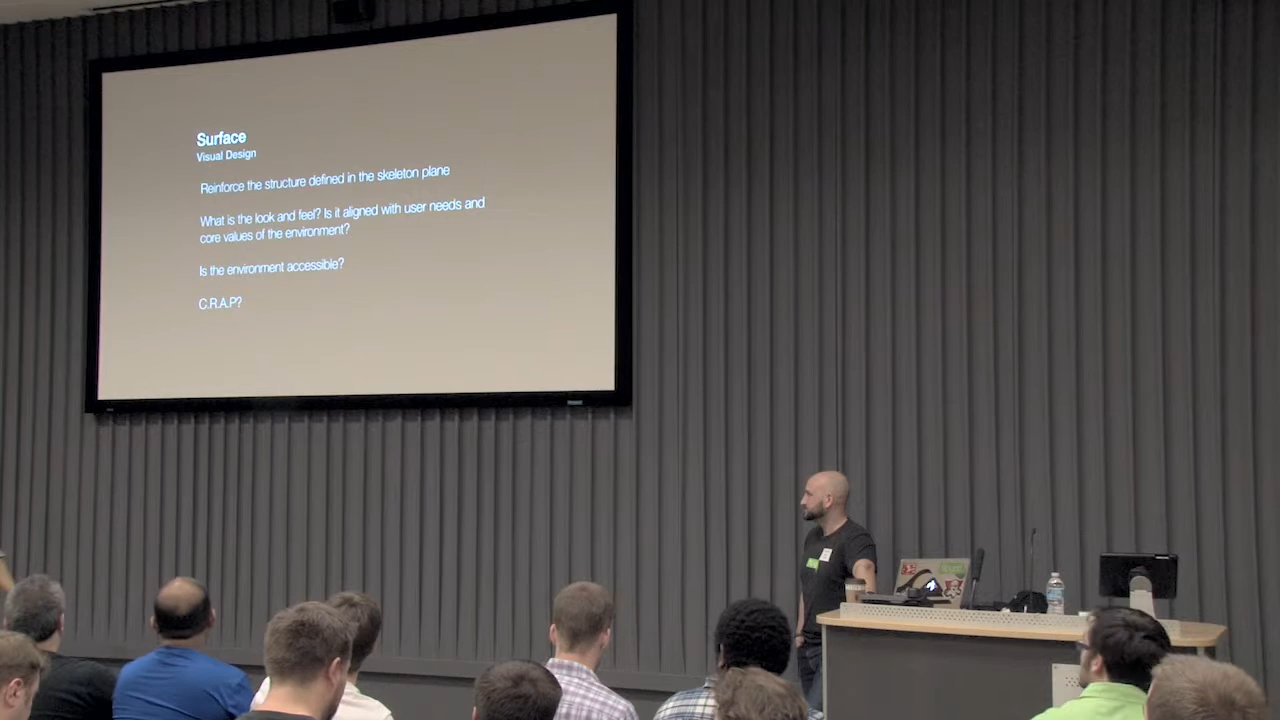 Surface
Visual Design
Reinforce the structure defined in the skeleton plane
What is the look and feel? Is it aligned with user needs and
core values of the environment?
Is the environment accessible?
C.R.A.P?